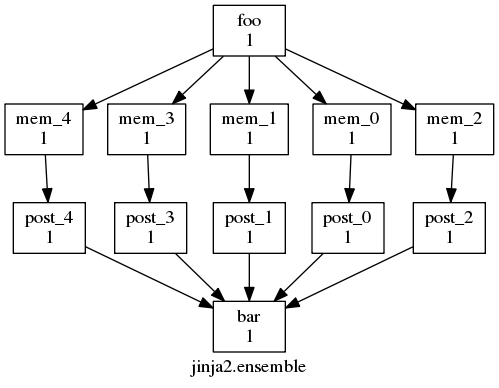 foo
1
mem_4
1
mem_3
1
mem_1
1
mem_0
1
mem_2
1
post_4
1
post_3
1
post_1
1
post_0
1
post_2
1
bar
1
jinja2.ensemble